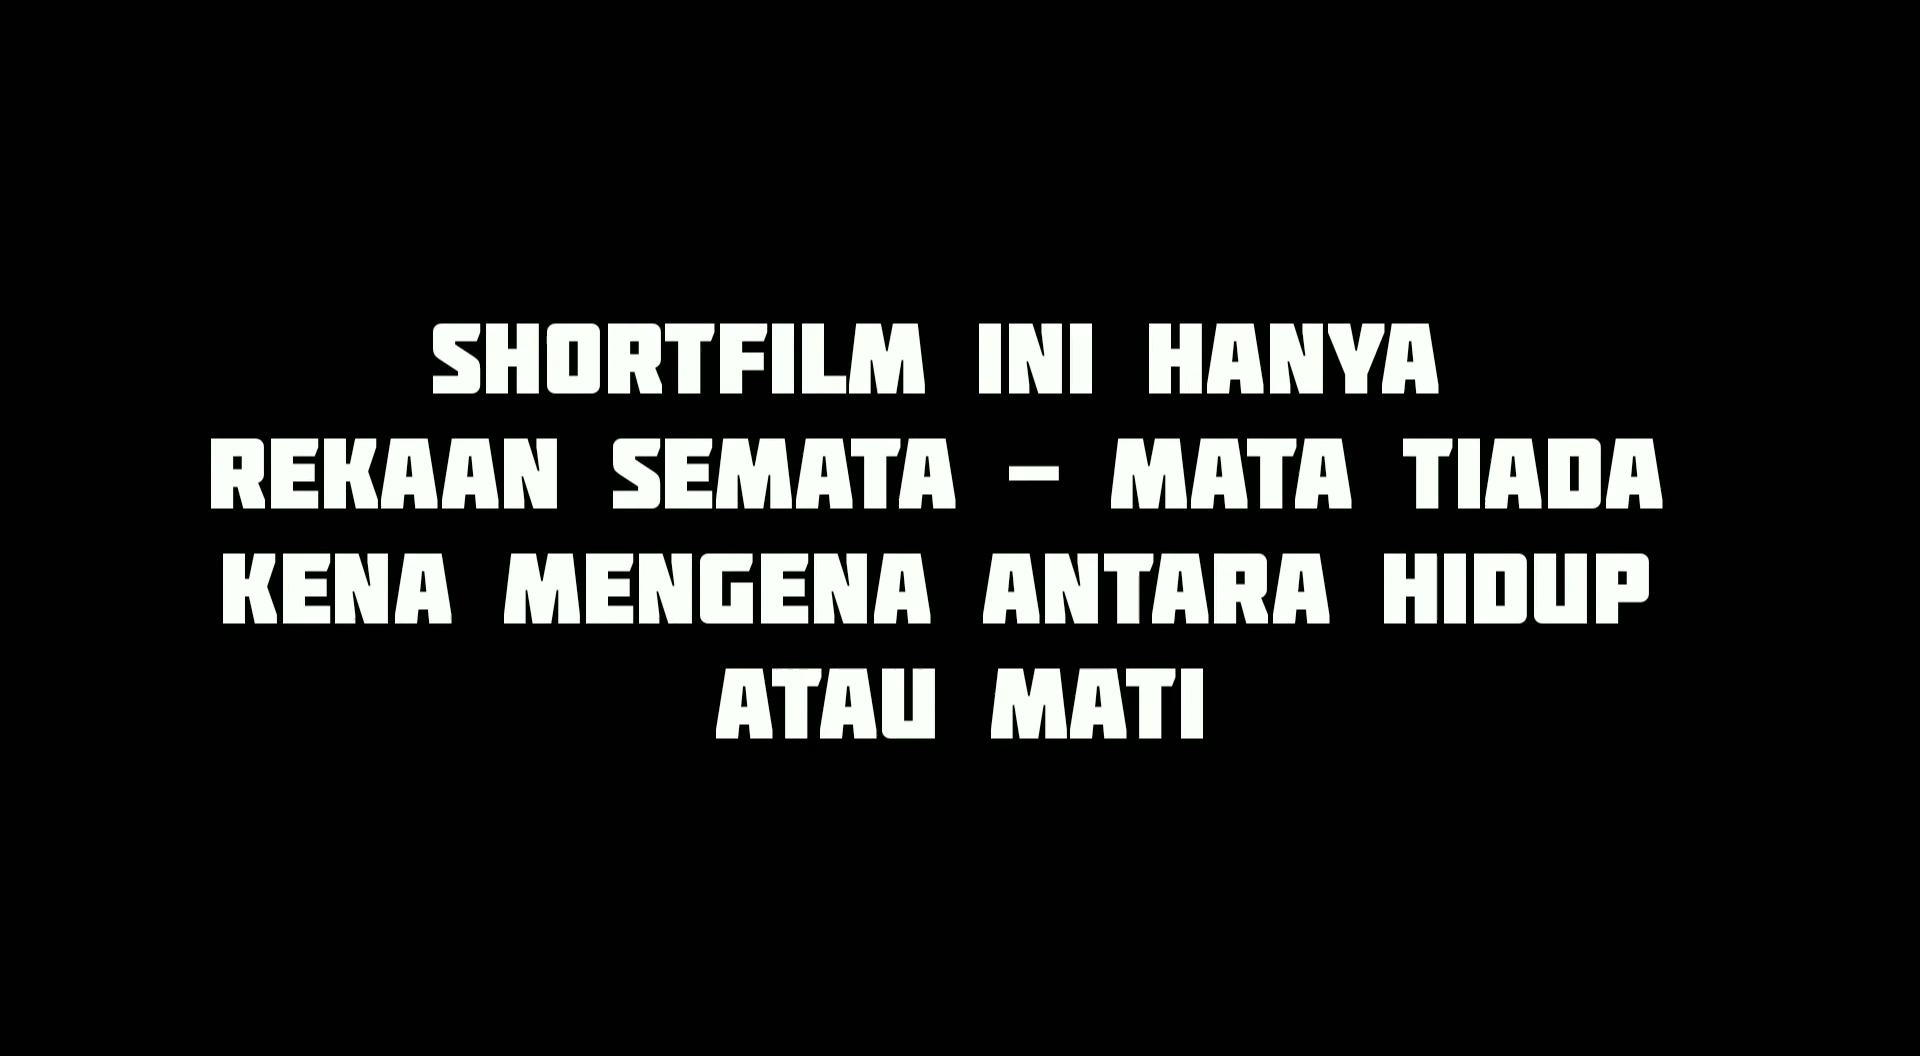 SHORTFILM INI HANYA
REKAAN SEMATA - MATA TIADA
KENA MENGENA ANTARA HIDUP
ATAU MATI